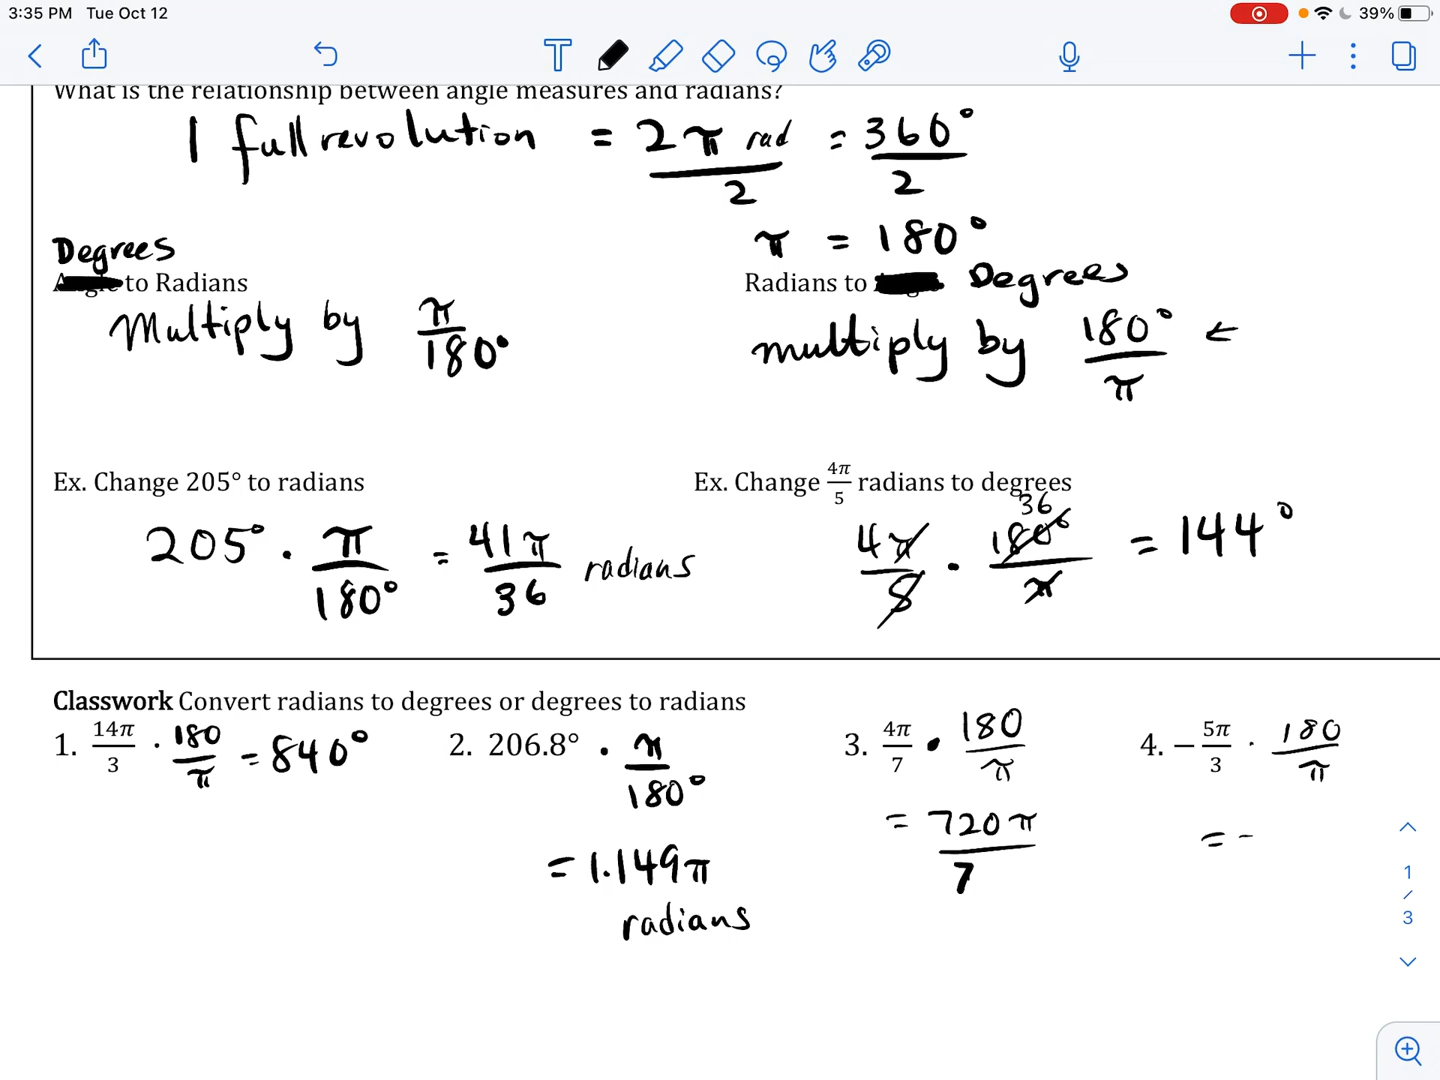 3:35 PM Tue Oct 12 39%
What is the relationship between angle measures and radians?
1 full revolution = 2π rad / 2 = 360° / 2
π = 180°
Degrees
to Radians
Radians to Degrees
Multiply by π/180°
multiply by 180°/π ←
Ex. Change 205° to radians
Ex. Change 4π/5 radians to degrees
205° · π/180° = 41π/36 radians
36
4π/5 · 180°/π = 144°
Classwork Convert radians to degrees or degrees to radians
1. 14π/3 · 180/π = 840°
2. 206.8° · π/180°
= 1.149π
radians
3. 4π/7 · 180/π
= 720π/7
4. −5π/3 · 180/π
= -
1
/
3